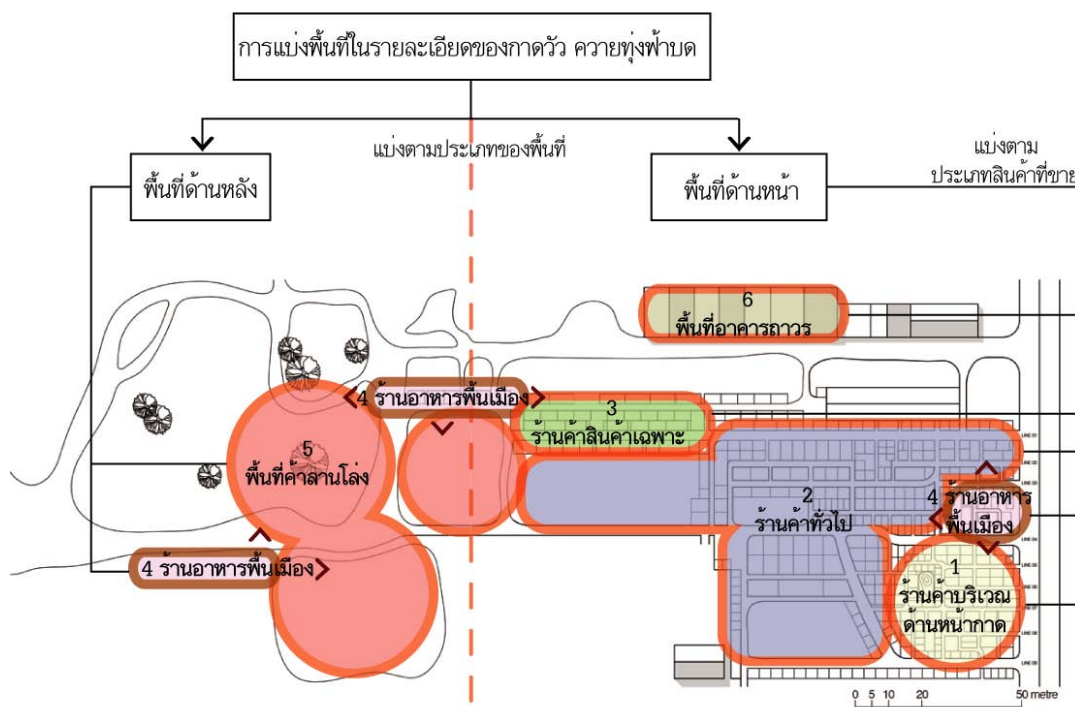 การแบ่งพื้นที่ในรายละเอียดของกาดวัว ควายทุ่งฟ้าบด
แบ่งตามประเภทของพื้นที่
แบ่งตาม
ประเภทสินค้าที่ขาย
พื้นที่ด้านหลัง
พื้นที่ด้านหน้า
6
พื้นที่อาคารถาวร
4 ร้านอาหารพื้นเมือง
3
ร้านค้าสินค้าเฉพาะ
5
พื้นที่ค้าลานโล่ง
2
ร้านค้าทั่วไป
4 ร้านอาหาร
พื้นเมือง
4 ร้านอาหารพื้นเมือง
1
ร้านค้าบริเวณ
ด้านหน้ากาด
0 5 10 20 50 metre